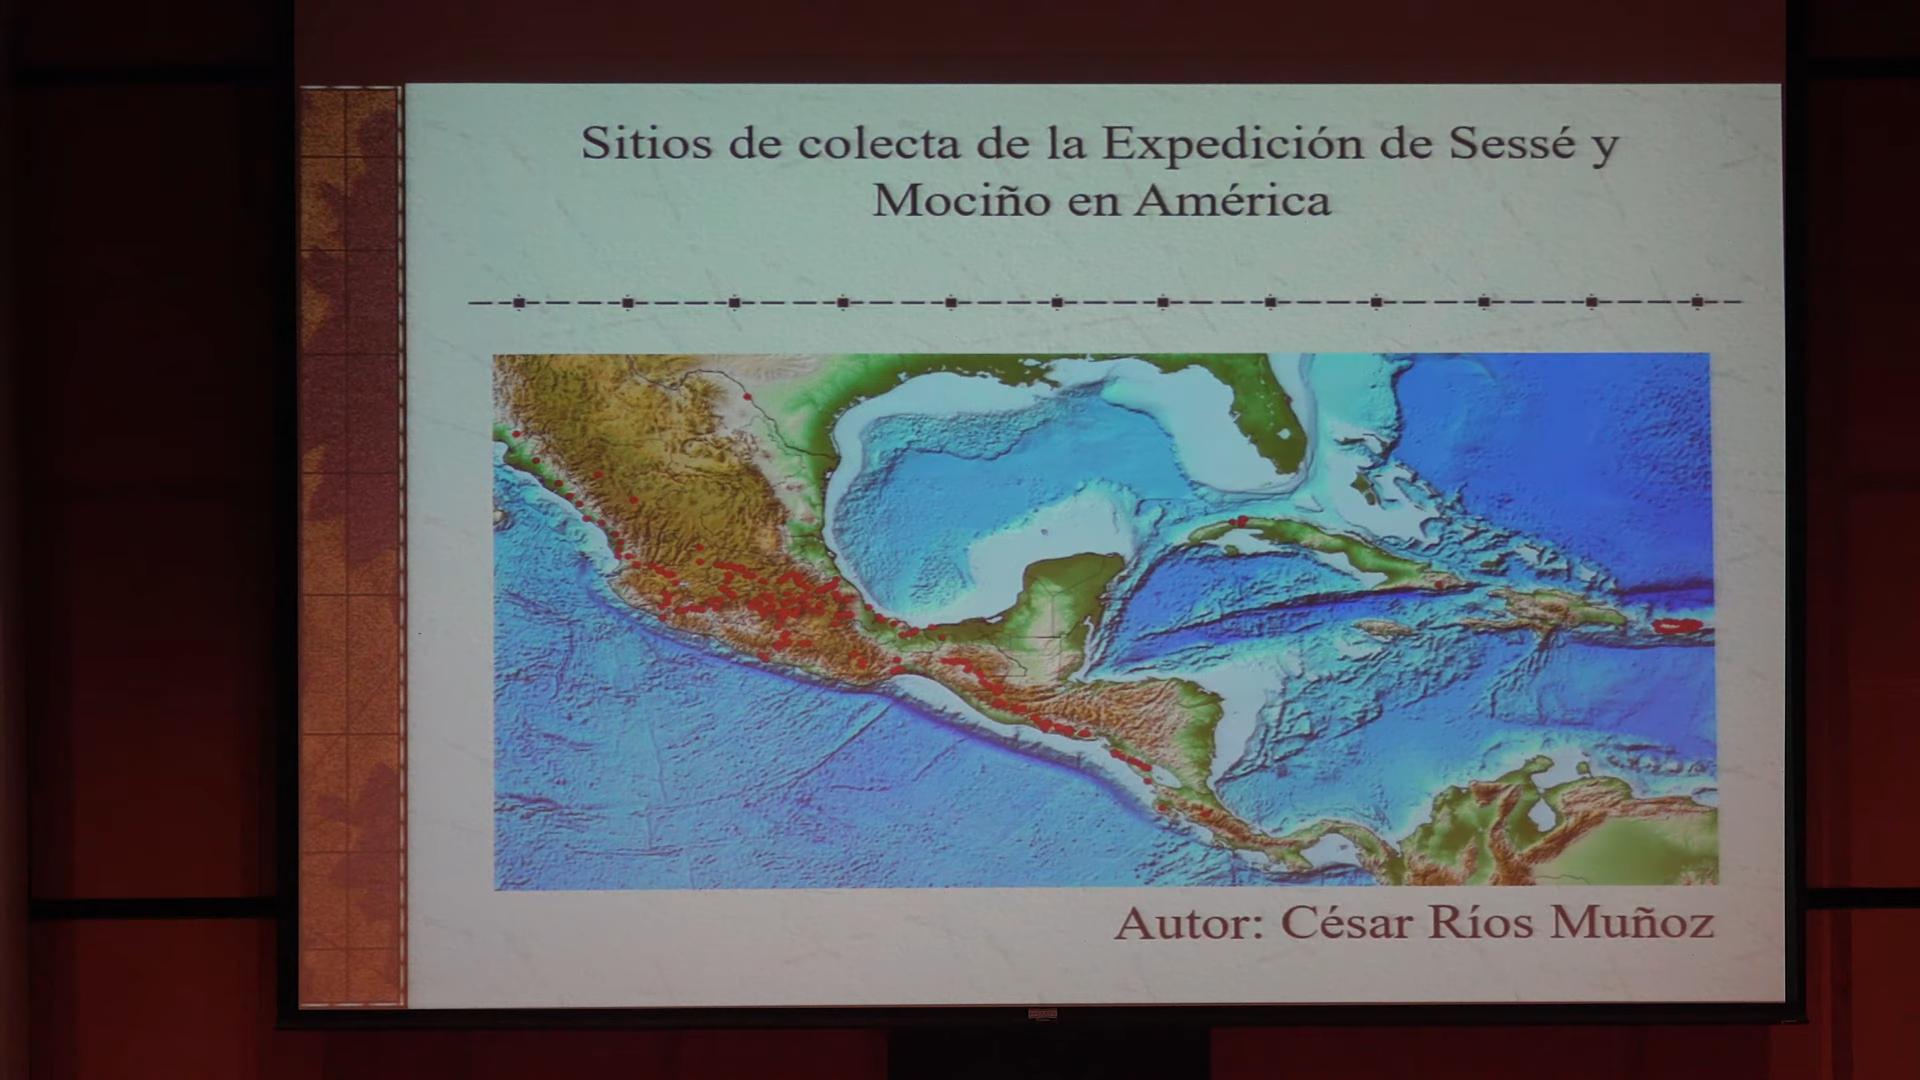 Sitios de colecta de la Expedición de Sessé y
Mociño en América
Autor: César Ríos Muñoz